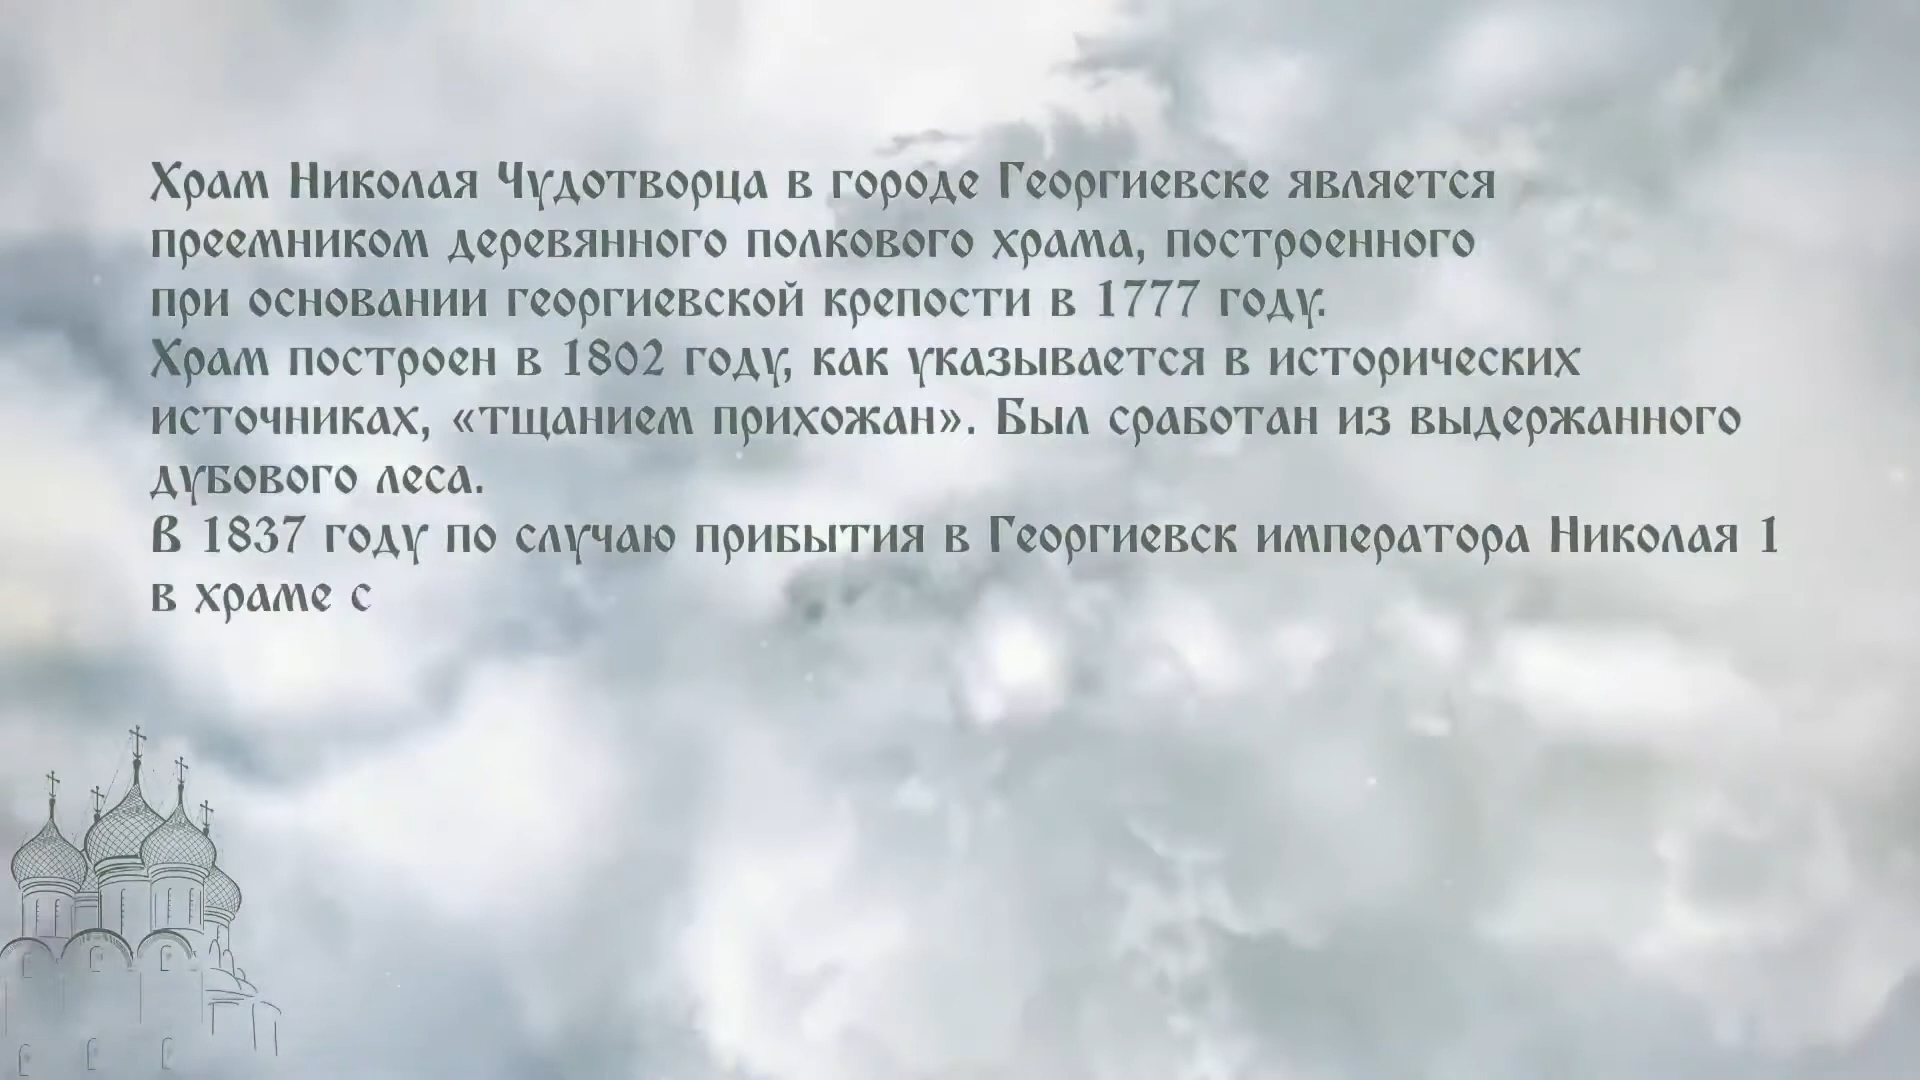 Храм Николая Чудотворца в городе Георгиевске является
преемником деревянного полкового храма, построенного
при основании георгиевской крепости в 1777 году.
Храм построен в 1802 году, как указывается в исторических
источниках, «тщанием прихожан». Был сработан из выдержанного
дубового леса.
В 1837 году по случаю прибытия в Георгиевск императора Николая 1
в храме с